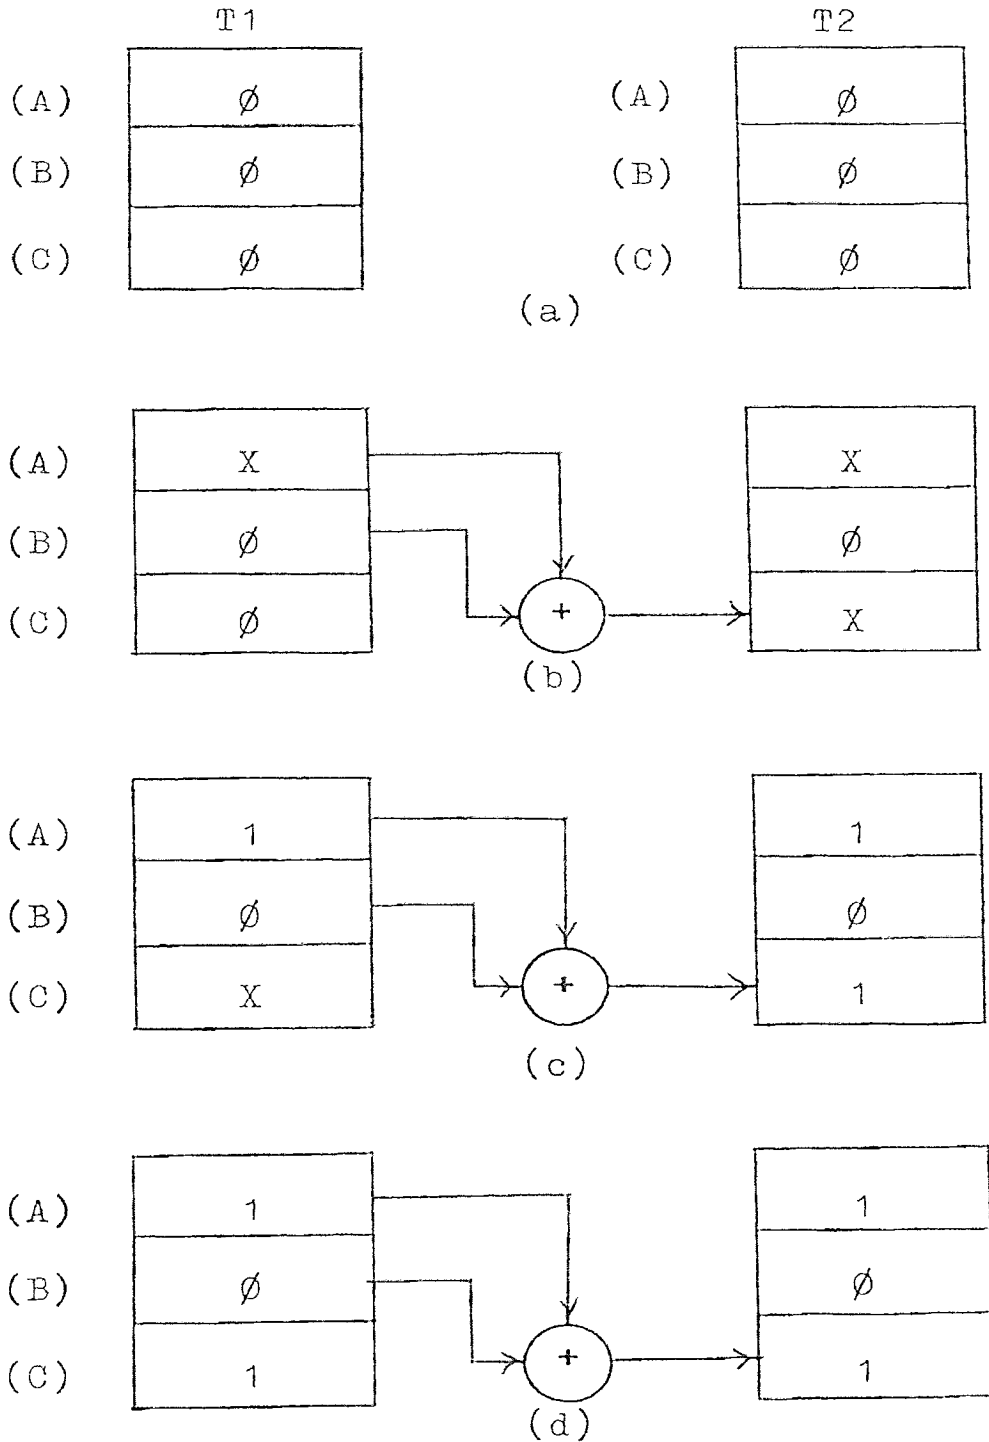 T1 T2
(A) Ø (A) Ø
(B) Ø (B) Ø
(C) Ø (C) Ø
(a)
(A) X X
(B) Ø Ø
(C) Ø + X
(b)
(A) 1 1
(B) Ø Ø
(C) X + 1
(c)
(A) 1 1
(B) Ø Ø
(C) 1 + 1
(d)